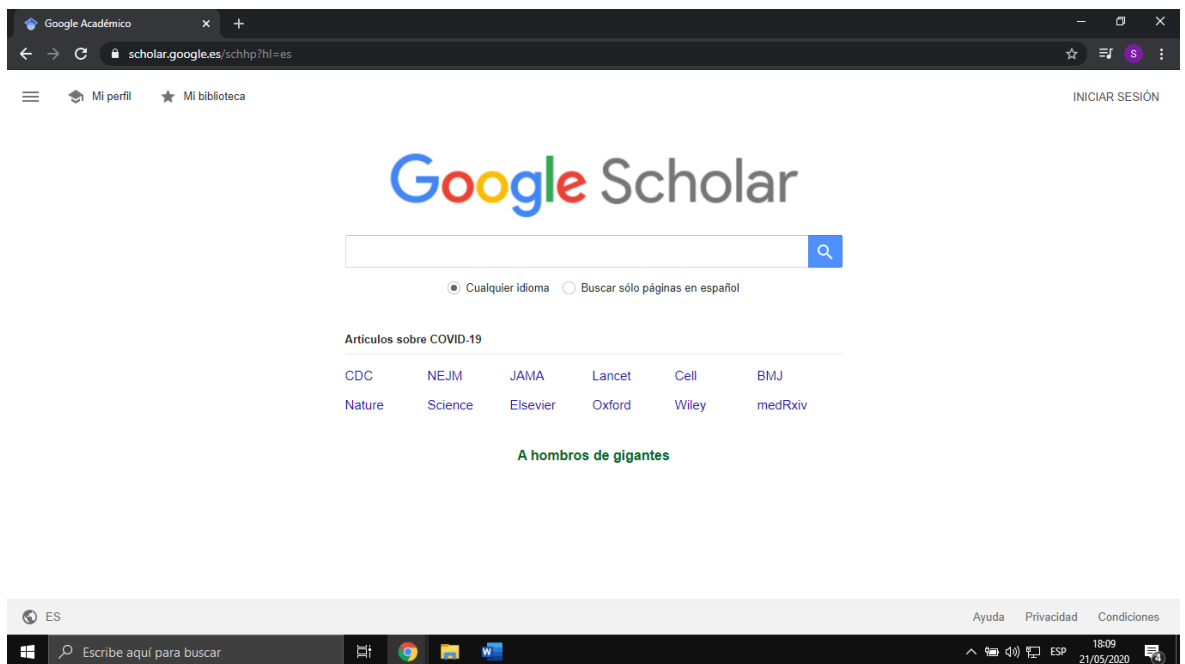 Google Académico
scholar.google.es/schhp?hl=es
S
Mi perfil Mi biblioteca INICIAR SESIÓN
Google Scholar
Cualquier idioma Buscar sólo páginas en español
Artículos sobre COVID-19
CDC NEJM JAMA Lancet Cell BMJ
Nature Science Elsevier Oxford Wiley medRxiv
A hombros de gigantes
ES Ayuda Privacidad Condiciones
Escribe aquí para buscar W ESP 18:09
21/05/2020 4